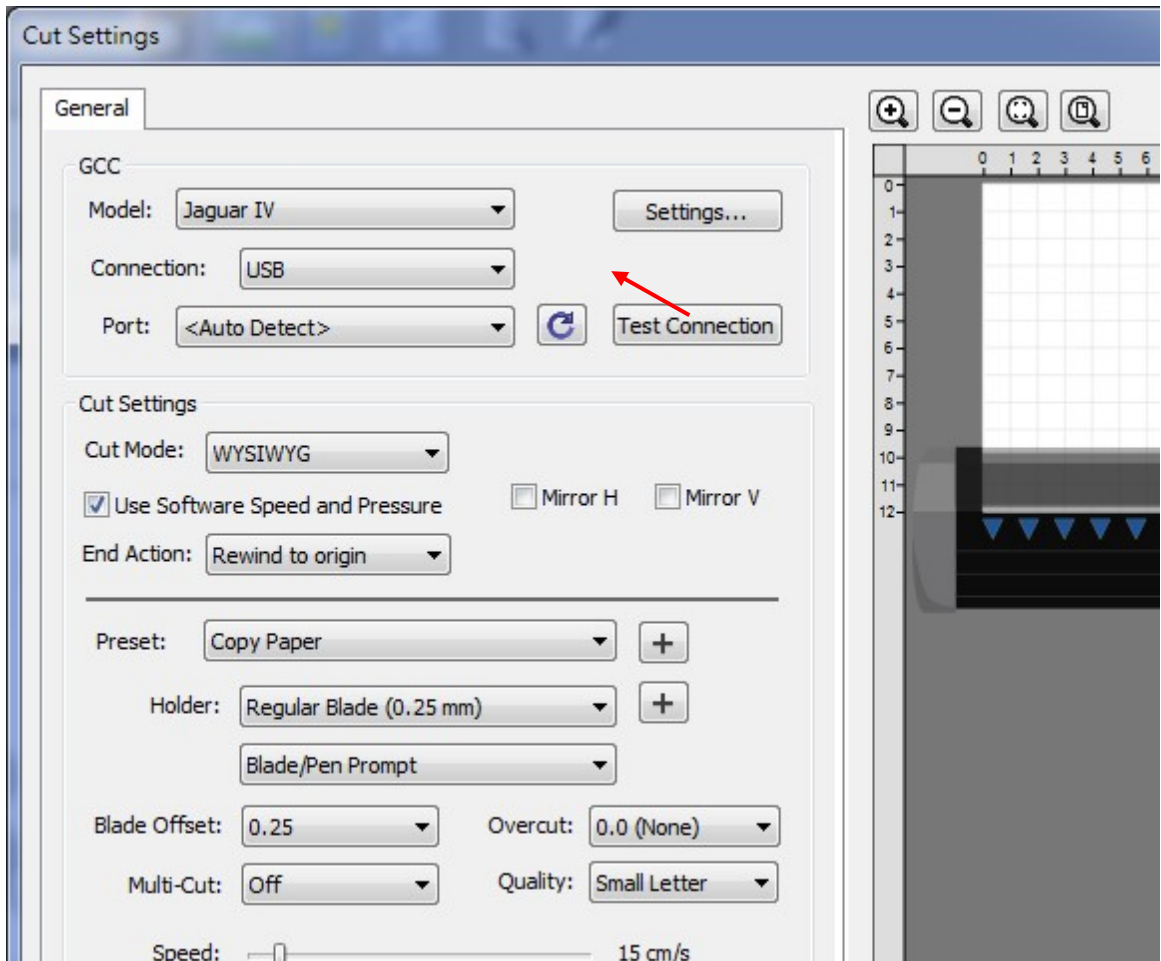 Cut Settings
General
GCC
Model: Jaguar IV Settings...
Connection: USB
Port: <Auto Detect> Test Connection
Cut Settings
Cut Mode: WYSIWYG
Use Software Speed and Pressure Mirror H Mirror V
End Action: Rewind to origin
Preset: Copy Paper +
Holder: Regular Blade (0.25 mm) +
Blade/Pen Prompt
Blade Offset: 0.25 Overcut: 0.0 (None)
Multi-Cut: Off Quality: Small Letter
Speed: 15 cm/s
0 1 2 3 4 5 6
0
1
2
3
4
5
6
7
8
9
10
11
12